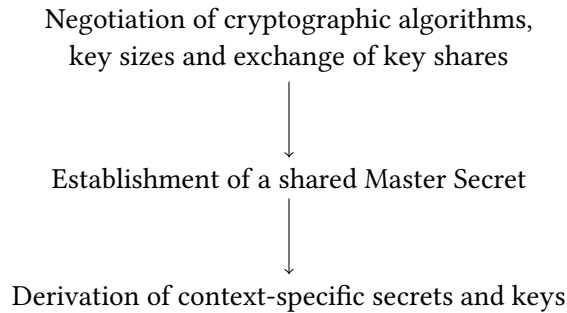 Negotiation of cryptographic algorithms,
key sizes and exchange of key shares
Establishment of a shared Master Secret
Derivation of context-specific secrets and keys